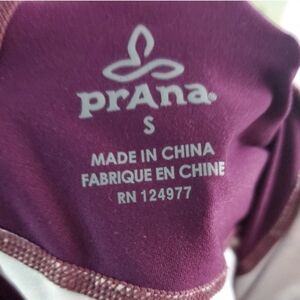 prAna
S
MADE IN CHINA
FABRIQUE EN CHINE
RN 124977